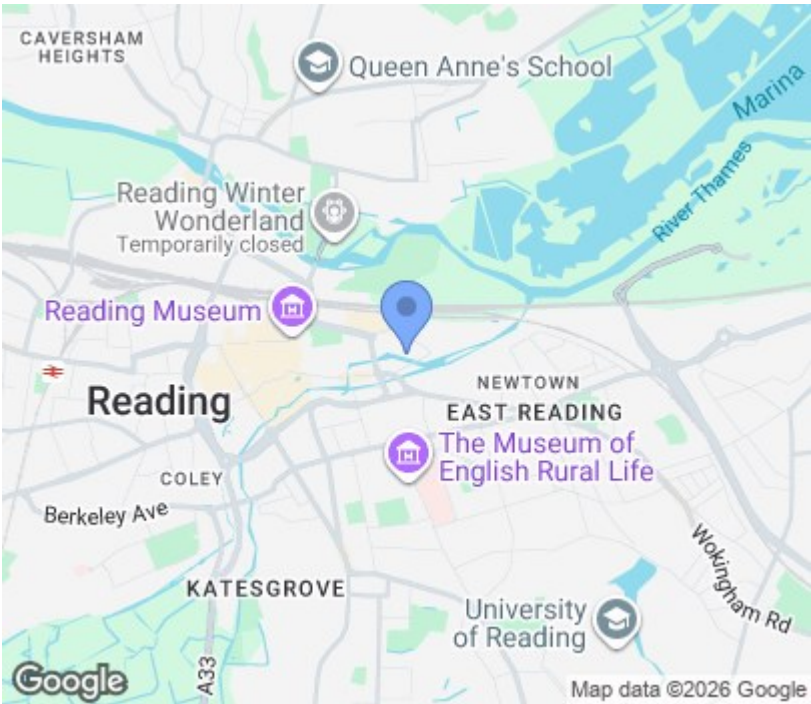 CAVERSHAM
HEIGHTS
Queen Anne's School
Marina
Reading Winter
Wonderland
Temporarily closed
River Thames
Reading Museum
Reading
NEWTOWN
EAST READING
The Museum of
English Rural Life
COLEY
Berkeley Ave
Wokingham Rd
KATESGROVE
University
of Reading
A33
Google
Map data ©2026 Google